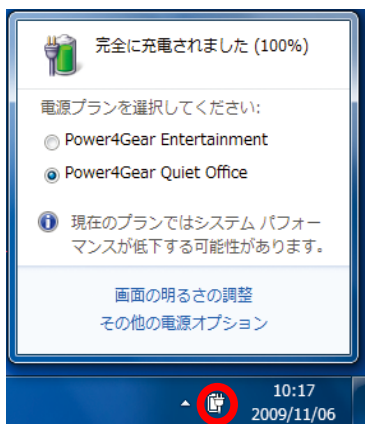 完全に充電されました (100%)
電源プランを選択してください:
Power4Gear Entertainment
Power4Gear Quiet Office
現在のプランではシステム パフォー
マンスが低下する可能性があります。
画面の明るさの調整
その他の電源オプション
10:17
2009/11/06